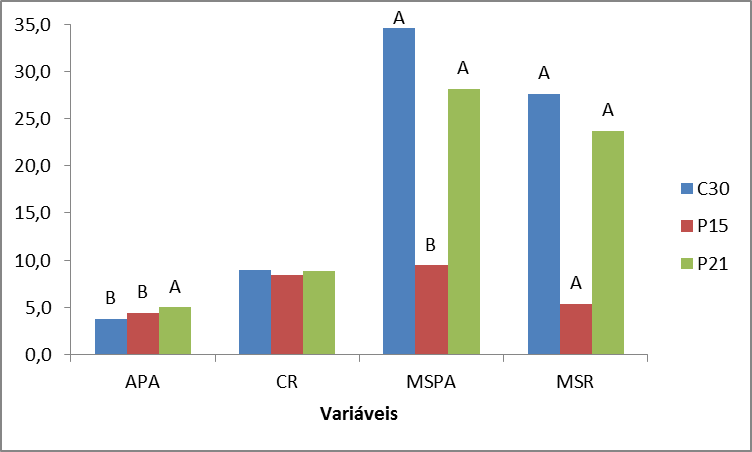 35,0
30,0
25,0
20,0
15,0
10,0
5,0
0,0
B B A
A B A
A A A
APA CR MSPA MSR
Variáveis
C30
P15
P21